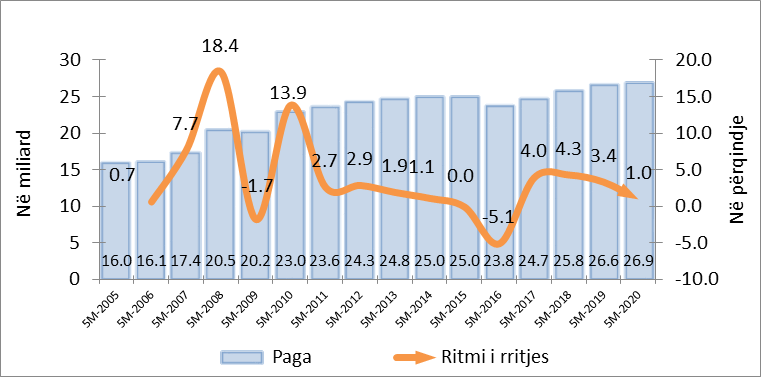 Në miliard
30
25
20
15
10
5
0
20.0
15.0
10.0
5.0
0.0
-5.0
-10.0
Në përqindje
0.7
7.7
18.4
-1.7
13.9
2.7
2.9
1.9
1.1
0.0
-5.1
4.0
4.3
3.4
1.0
16.0 16.1 17.4 20.5 20.2 23.0 23.6 24.3 24.8 25.0 25.0 23.8 24.7 25.8 26.6 26.9
5M-2005
5M-2006
5M-2007
5M-2008
5M-2009
5M-2010
5M-2011
5M-2012
5M-2013
5M-2014
5M-2015
5M-2016
5M-2017
5M-2018
5M-2019
5M-2020
Paga
Ritmi i rritjes